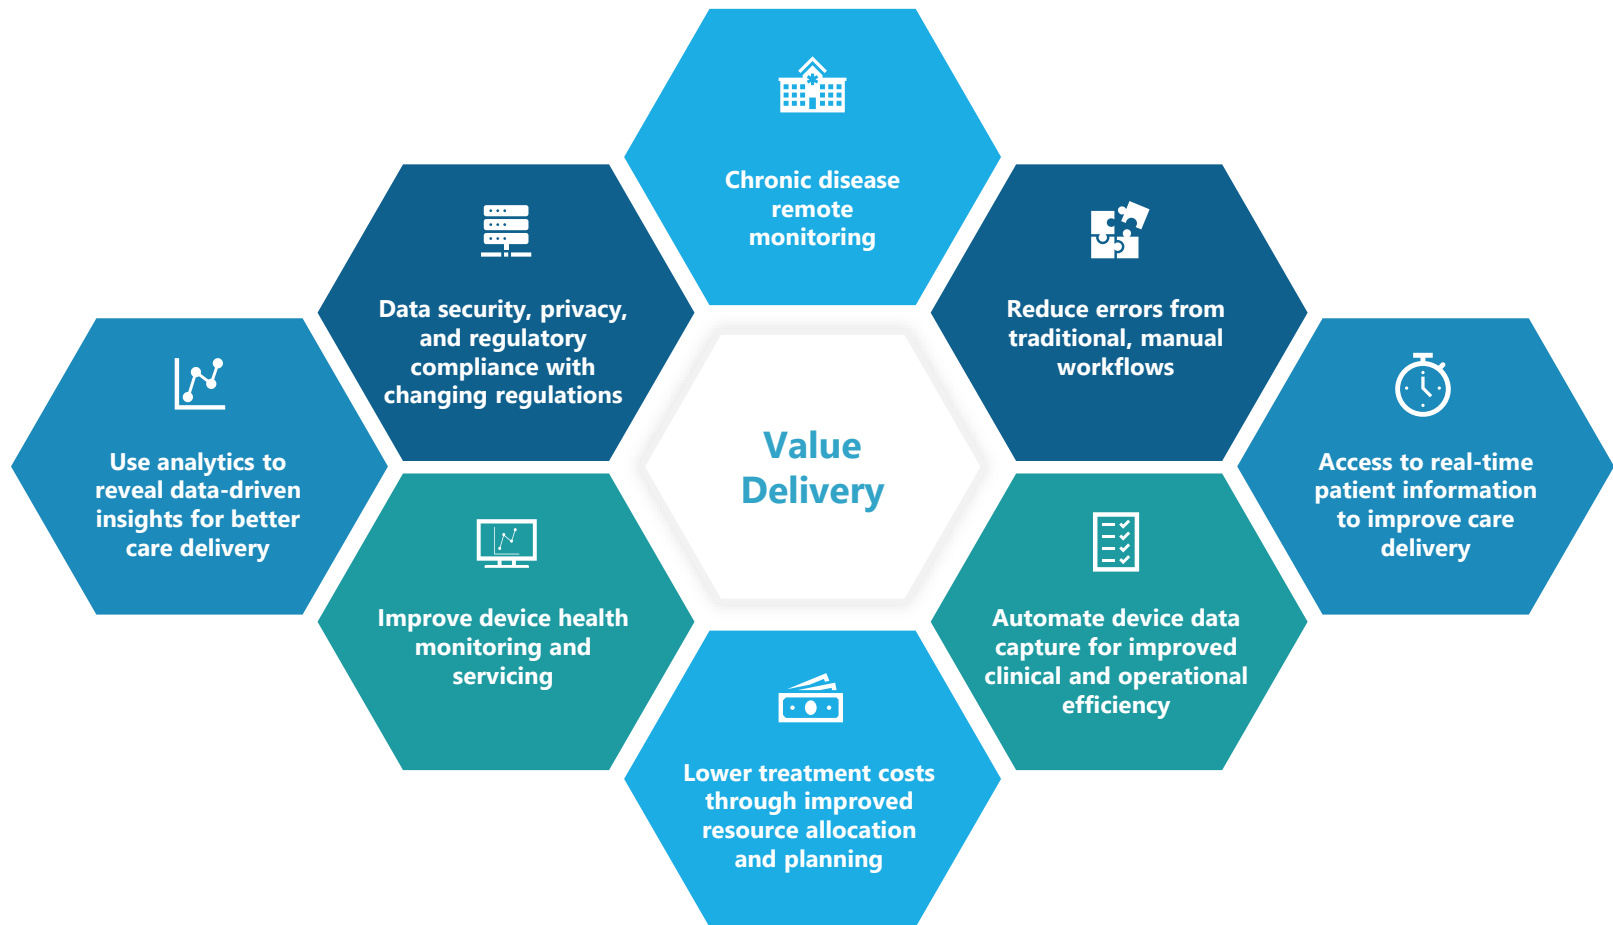 Chronic disease
remote
monitoring
Data security, privacy,
and regulatory
compliance with
changing regulations
Reduce errors from
traditional, manual
workflows
Use analytics to
reveal data-driven
insights for better
care delivery
Value
Delivery
Access to real-time
patient information
to improve care
delivery
Improve device health
monitoring and
servicing
Automate device data
capture for improved
clinical and operational
efficiency
Lower treatment costs
through improved
resource allocation
and planning